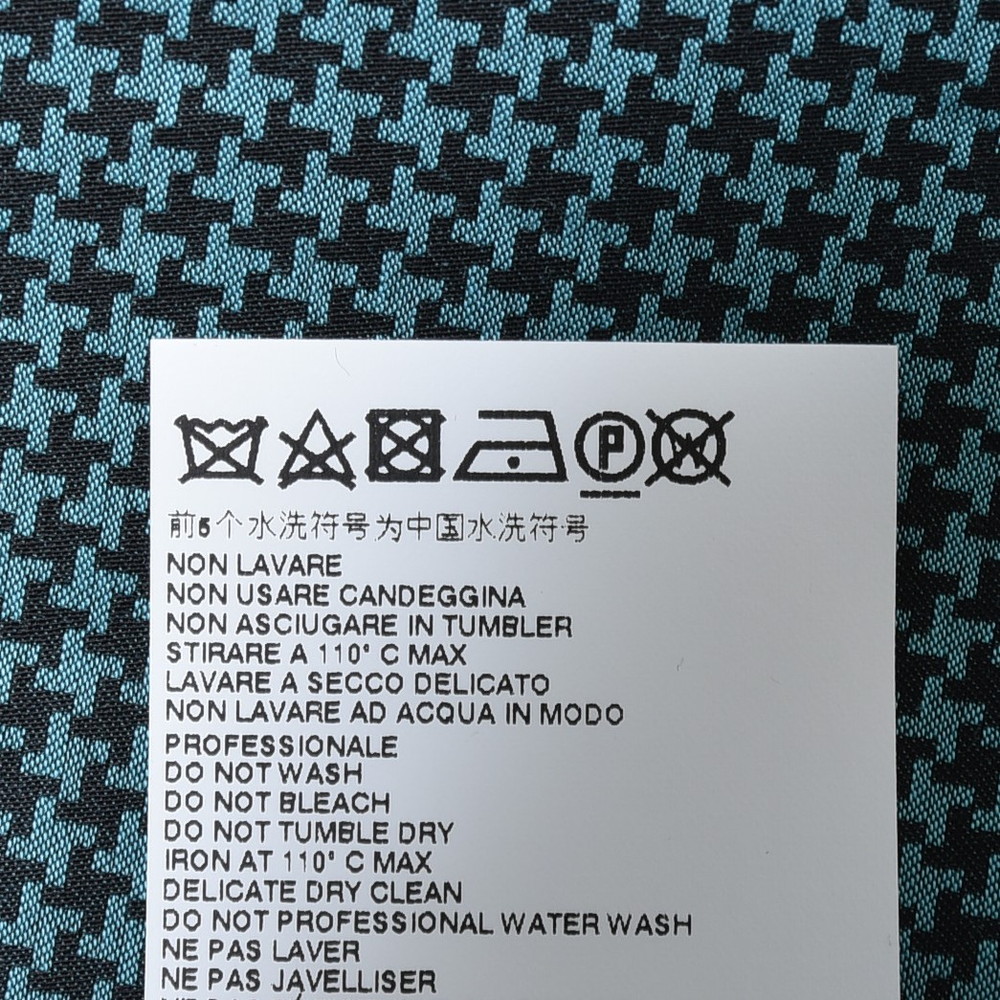 前5个水洗符号为中国水洗符号
NON LAVARE
NON USARE CANDEGGINA
NON ASCIUGARE IN TUMBLER
STIRARE A 110° C MAX
LAVARE A SECCO DELICATO
NON LAVARE AD ACQUA IN MODO
PROFESSIONALE
DO NOT WASH
DO NOT BLEACH
DO NOT TUMBLE DRY
IRON AT 110° C MAX
DELICATE DRY CLEAN
DO NOT PROFESSIONAL WATER WASH
NE PAS LAVER
NE PAS JAVELLISER